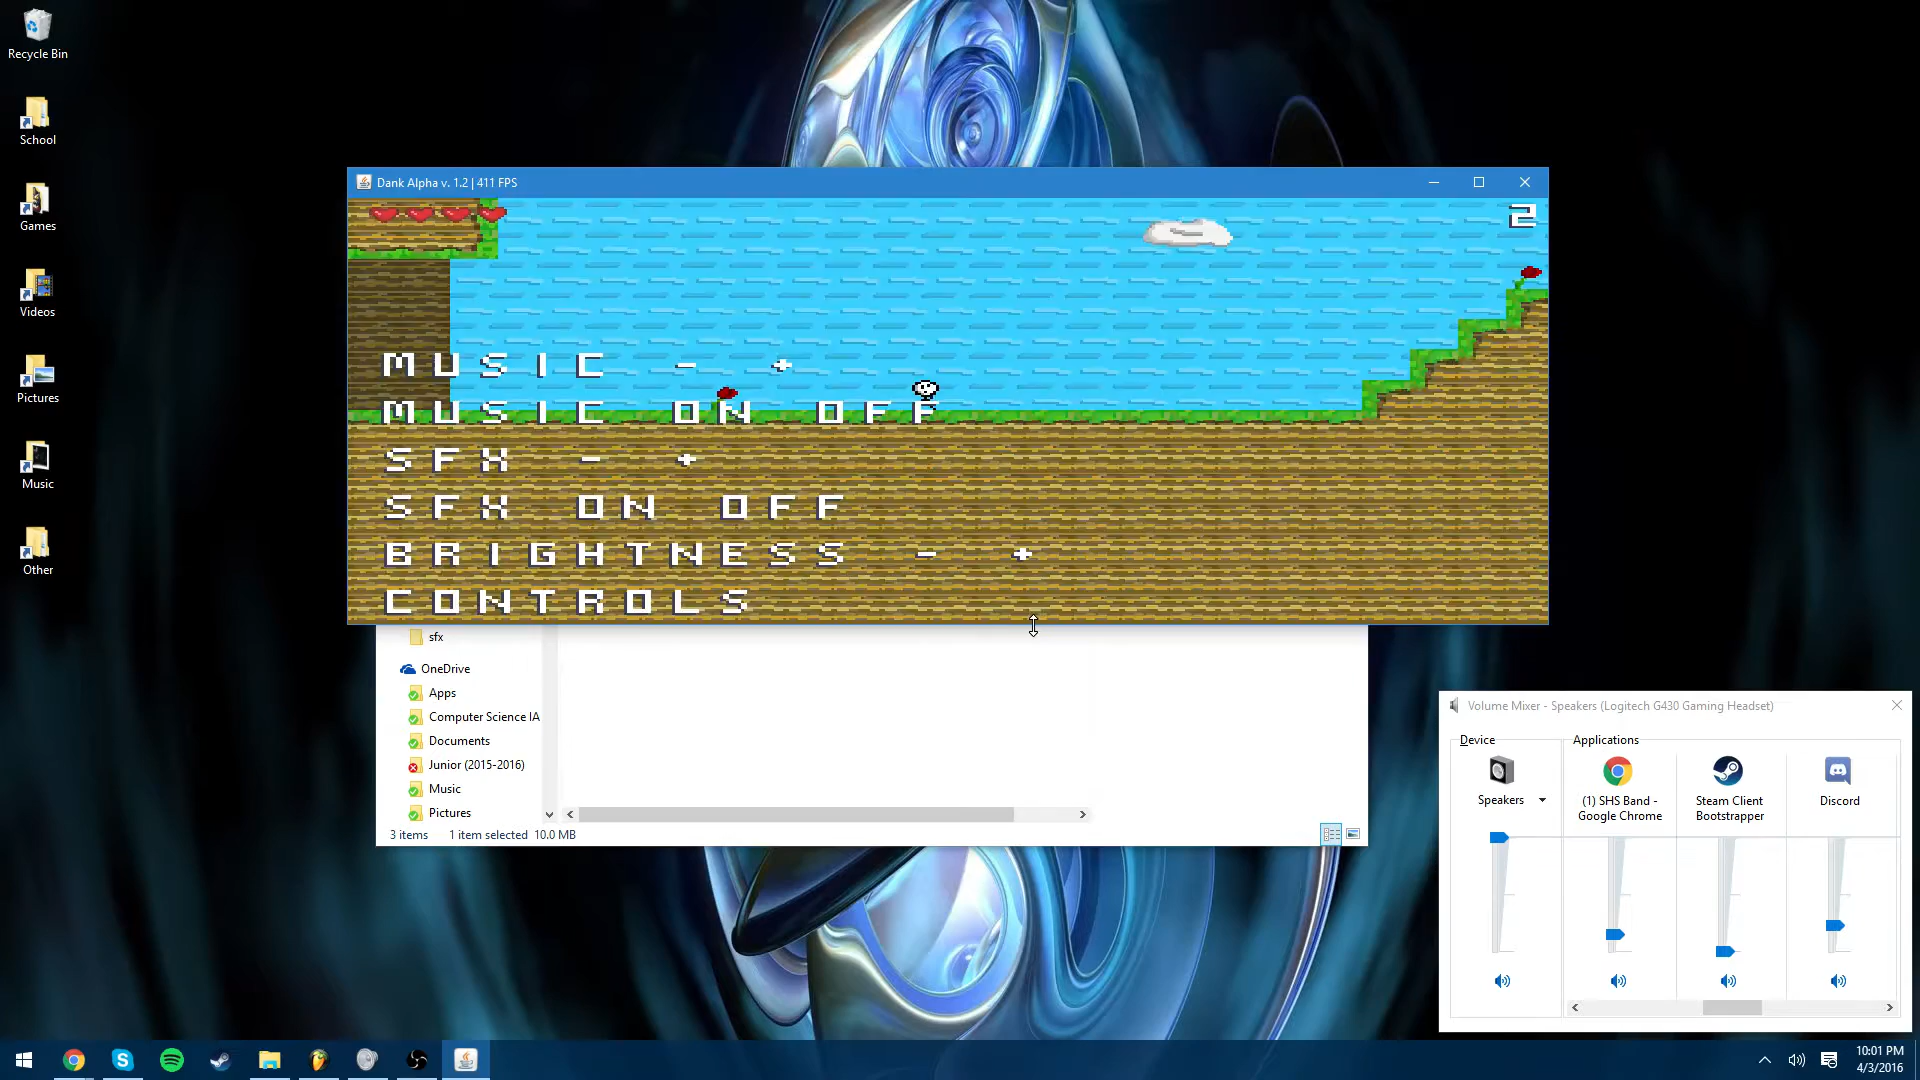 Recycle Bin
School
Games
Videos
Pictures
Music
Other
Dank Alpha v. 1.2 | 411 FPS
2
MUSIC - +
MUSIC ON OFF
SFX - +
SFX ON OFF
BRIGHTNESS - +
CONTROLS
sfx
OneDrive
Apps
Computer Science IA
Documents
Junior (2015-2016)
Music
Pictures
3 items 1 item selected 10.0 MB
Volume Mixer - Speakers (Logitech G430 Gaming Headset)
Device
Applications
Speakers
(1) SHS Band -
Google Chrome
Steam Client
Bootstrapper
Discord
10:01 PM
4/3/2016